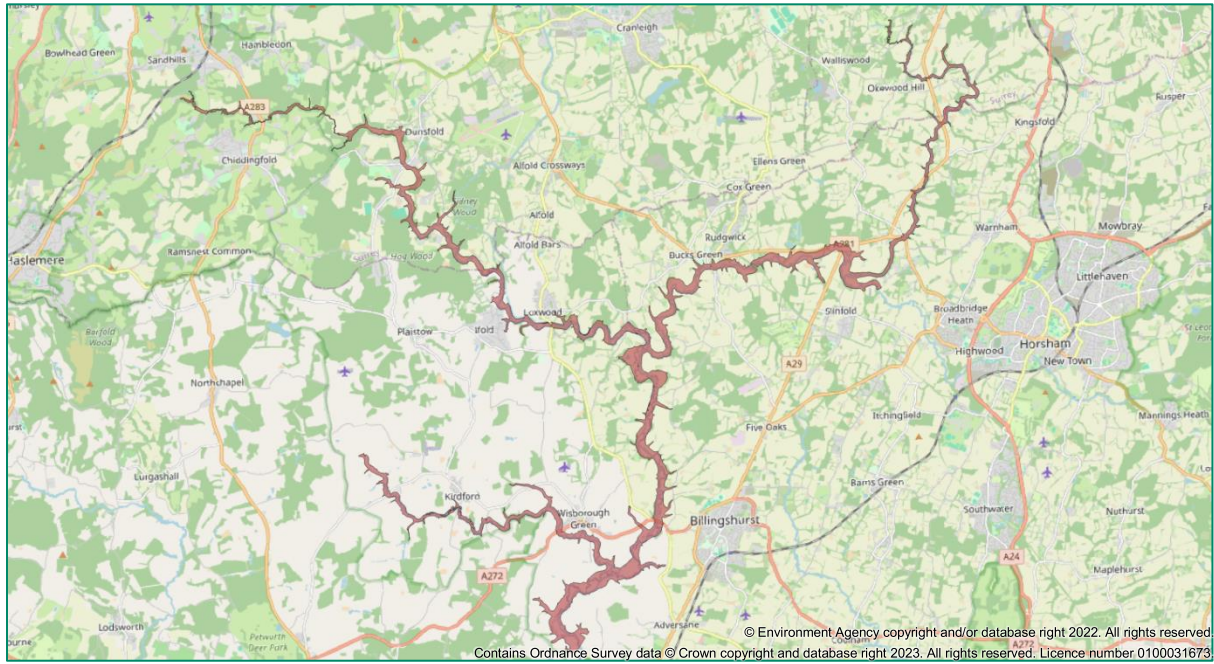 Bowlhead Green
Sandhills
Hambledon
Cranleigh
Walliswood
Okewood Hill
Surrey
Rusper
Kingsfold
A283
Dunsfold
Chiddingfold
Alfold Crossways
Ellens Green
Cox Green
Alfold
Alfold Bars
Rudgwick
Bucks Green
Warnham
Mowbray
Haslemere
Ramsnest Common
Surrey
Hog Wood
Littlehaven
Loxwood
Plaistow
Ifold
Slinfold
Broadbridge
Heath
Highwood
Horsham
New Town
Northchapel
A29
Itchingfield
Mannings Heath
Five Oaks
Lurgashall
Kirdford
Barns Green
Wisborough
Green
Billingshurst
Southwater
Nuthurst
A24
A272
Maplehurst
Lodsworth
Petworth
Deer Park
Adversane
Coolham
A272
© Environment Agency copyright and/or database right 2022. All rights reserved.
Contains Ordnance Survey data © Crown copyright and database right 2023. All rights reserved. Licence number 0100031673.